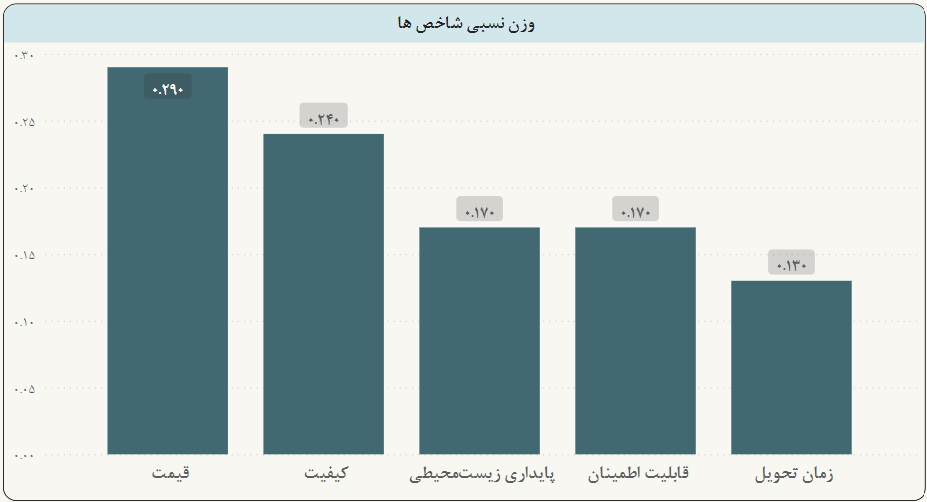 وزن نسبی شاخص ها
۰.۳۰
۰.۲۵
۰.۲۰
۰.۱۵
۰.۱۰
۰.۰۵
۰.۰۰
۰.۲۹۰
۰.۲۴۰
۰.۱۷۰
۰.۱۷۰
۰.۱۳۰
قیمت
کیفیت
پایداری زیست‌محیطی
قابلیت اطمینان
زمان تحویل